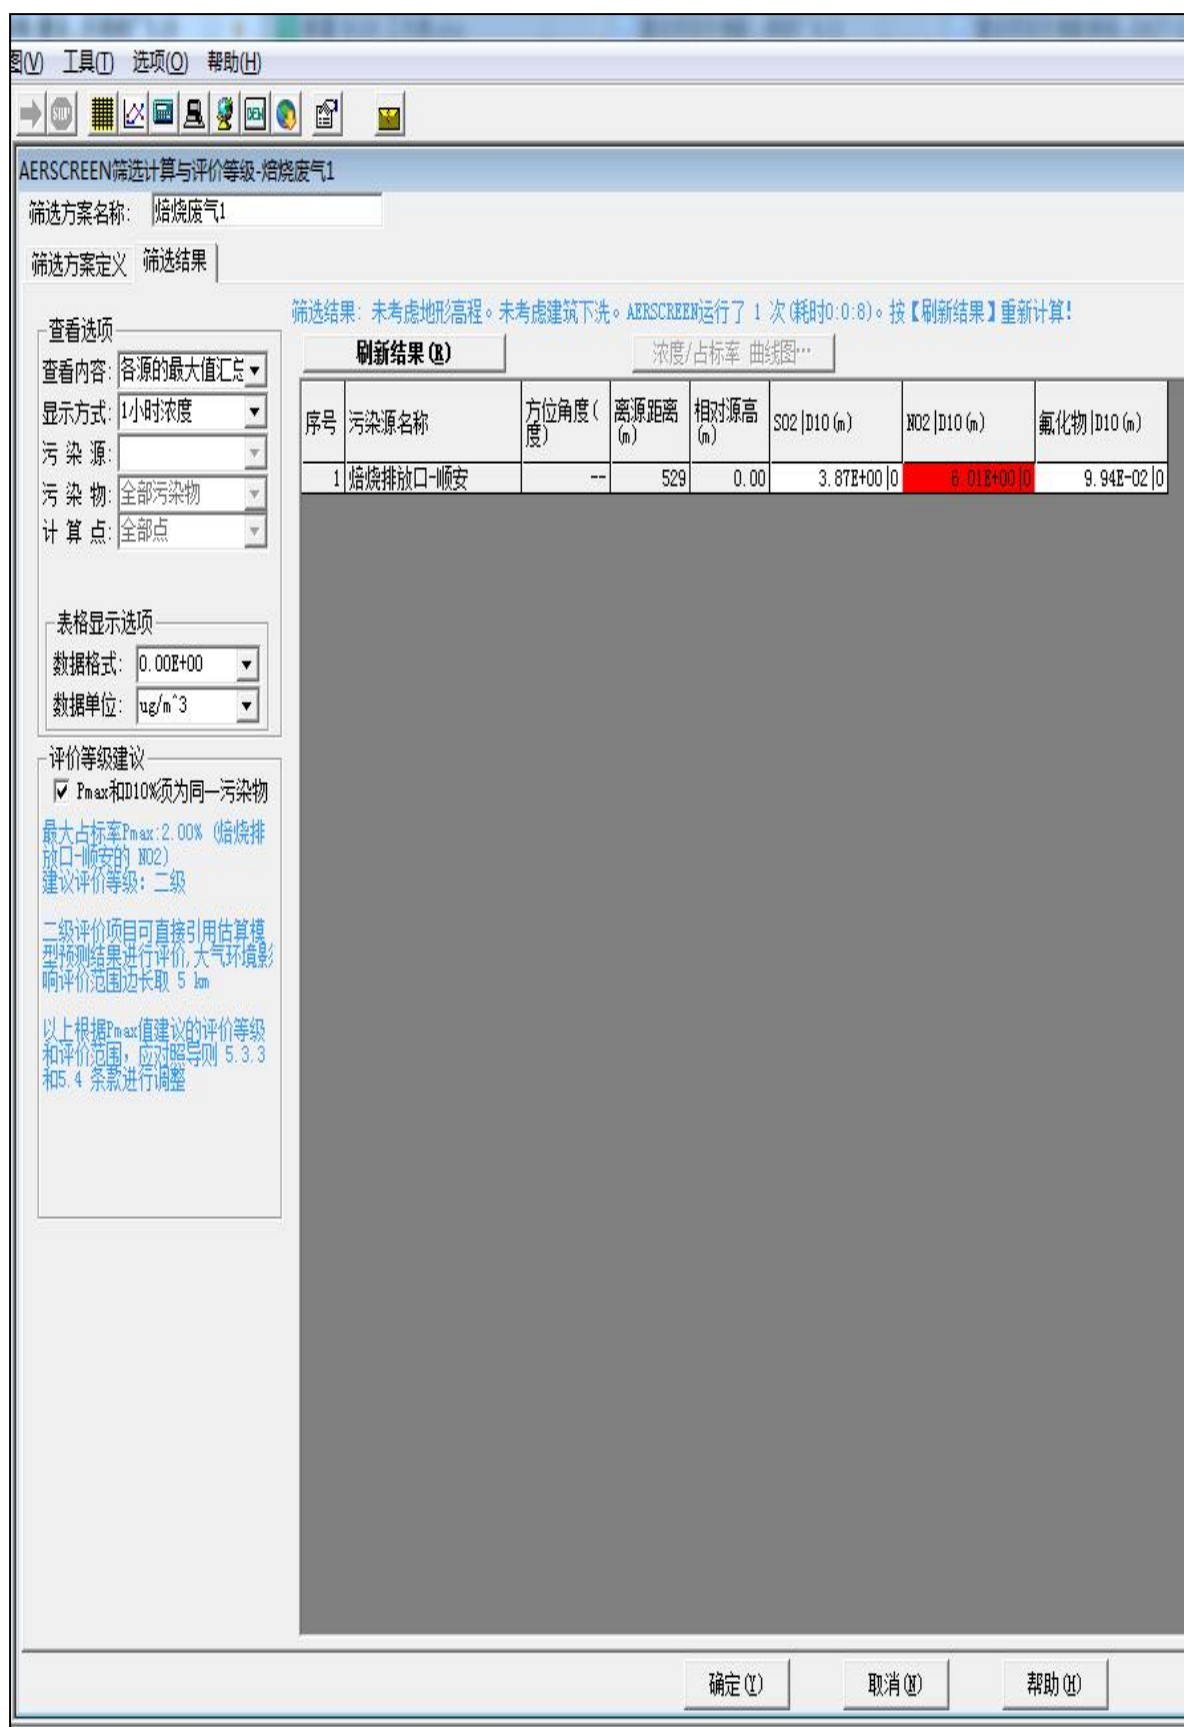 图(V) 工具(T) 选项(O) 帮助(H)
STOP
DEM
AERSCREEN筛选计算与评价等级-焙烧废气1
筛选方案名称: 焙烧废气1
筛选方案定义 筛选结果
筛选结果: 未考虑地形高程。未考虑建筑下洗。AERSCREEN运行了 1 次(耗时0:0:8)。按【刷新结果】重新计算!
刷新结果(R) 浓度/占标率 曲线图…
查看选项
查看内容: 各源的最大值汇总
显示方式: 1小时浓度
污 染 源:
污 染 物: 全部污染物
计 算 点: 全部点
表格显示选项
数据格式: 0.00E+00
数据单位: ug/m^3
序号 污染源名称 方位角度(度) 离源距离(m) 相对源高(m) SO2|D10(m) NO2|D10(m) 氟化物|D10(m)
1 焙烧排放口-顺安 -- 529 0.00 3.87E+00|0 6.01E+00|0 9.94E-02|0
评价等级建议
Pmax和D10%须为同一污染物
最大占标率Pmax:2.00% (焙烧排
放口-顺安的 NO2)
建议评价等级: 二级
二级评价项目可直接引用估算模
型预测结果进行评价,大气环境影
响评价范围边长取 5 km
以上根据Pmax值建议的评价等级
和评价范围，应对照导则 5.3.3
和5.4 条款进行调整
确定(Y) 取消(N) 帮助(H)